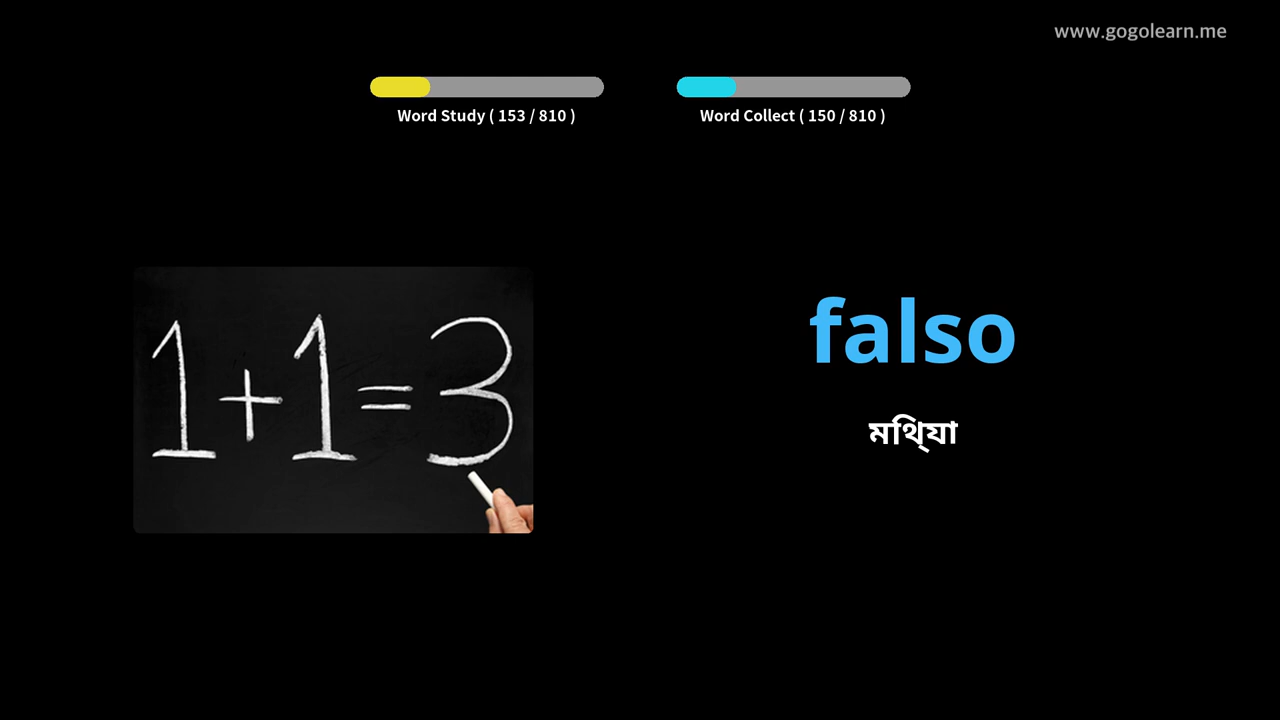 www.gogolearn.me
Word Study ( 153 / 810 )
Word Collect ( 150 / 810 )
1+1=3
falso
মিথ্যা